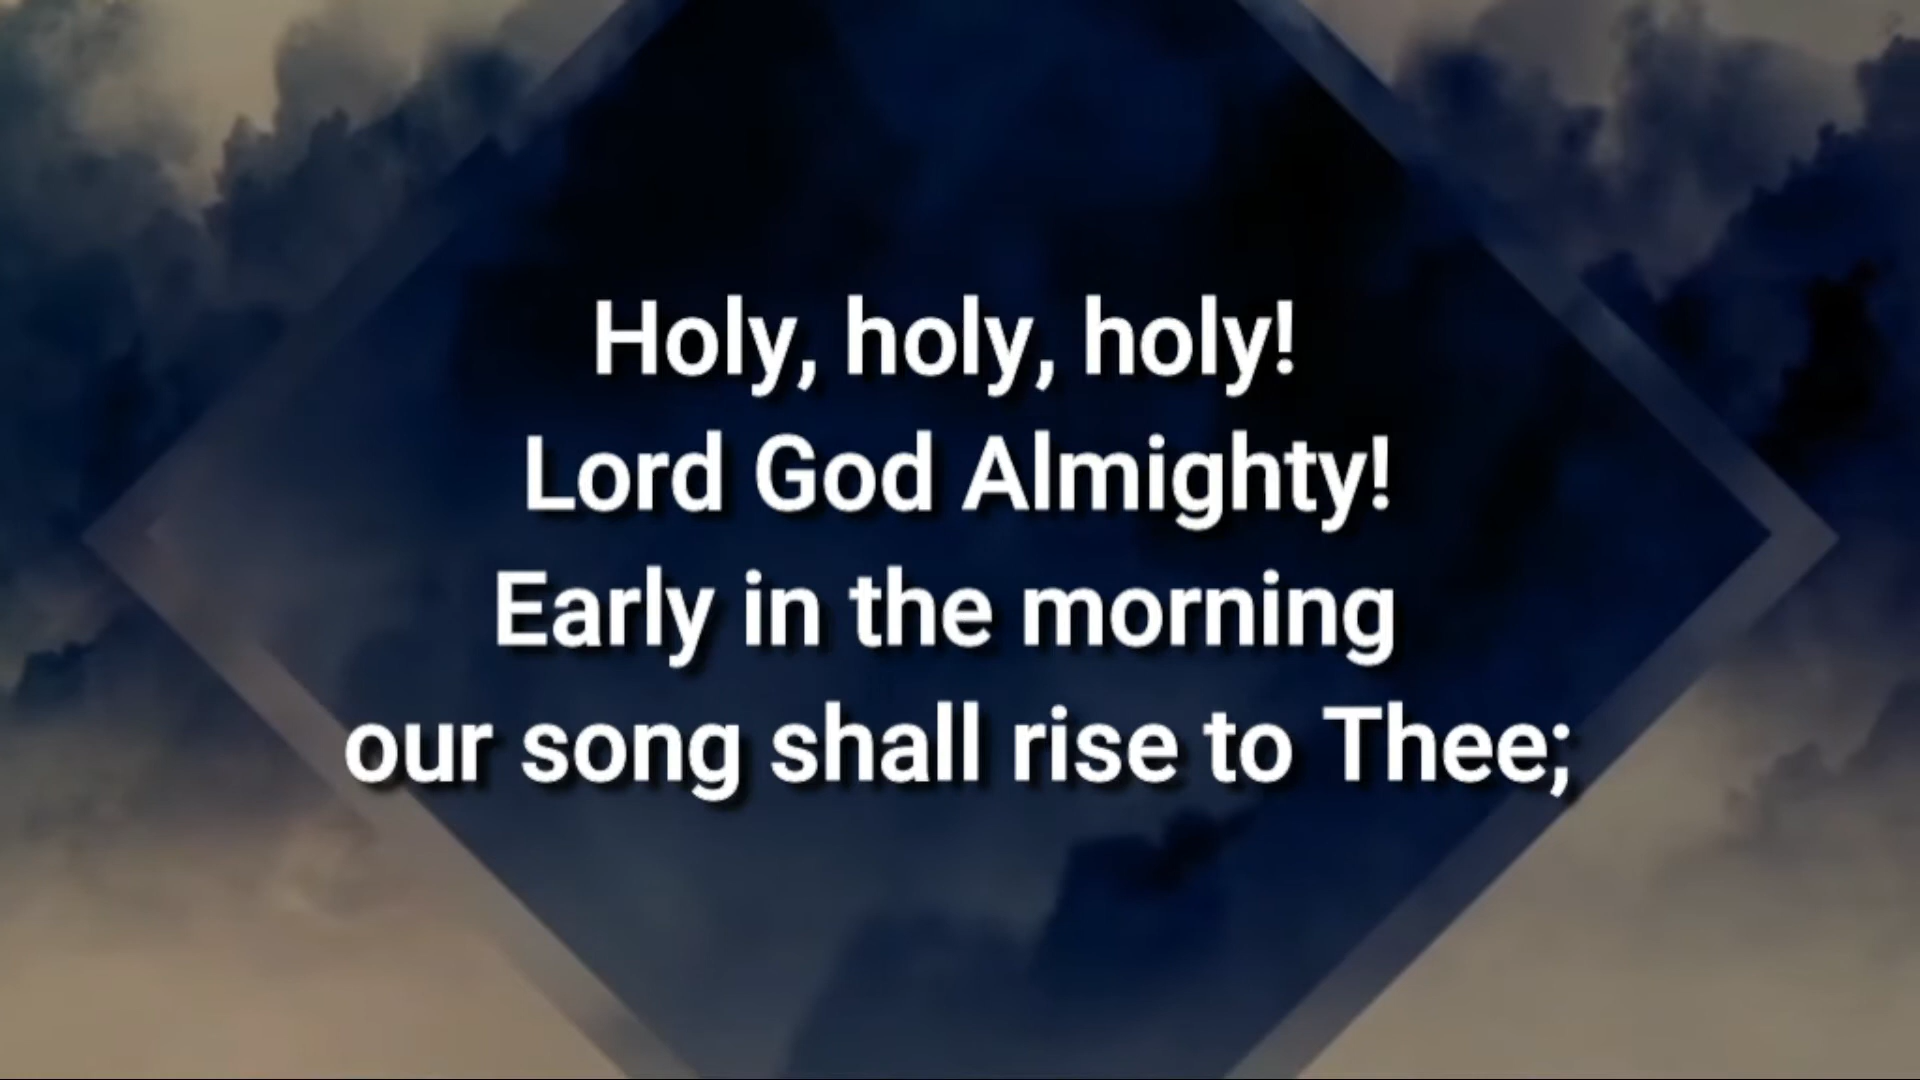 Holy, holy, holy!
Lord God Almighty!
Early in the morning
our song shall rise to Thee;